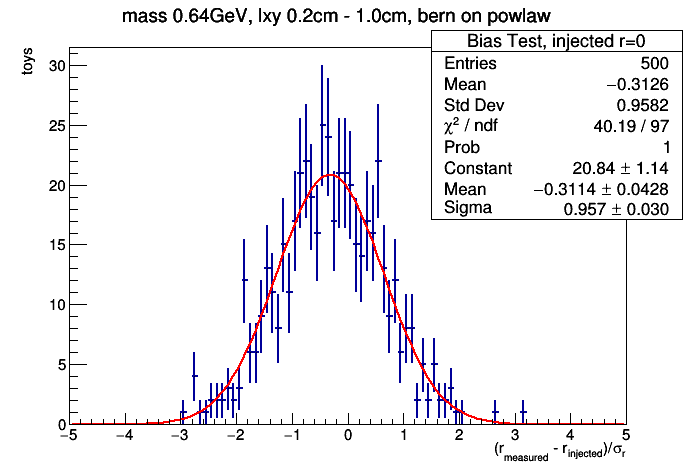 mass 0.64GeV, lxy 0.2cm - 1.0cm, bern on powlaw
toys
Bias Test, injected r=0
Entries 500
Mean −0.3126
Std Dev 0.9582
χ² / ndf 40.19 / 97
Prob 1
Constant 20.84 ± 1.14
Mean −0.3114 ± 0.0428
Sigma 0.957 ± 0.030
30
25
20
15
10
5
0
−5 −4 −3 −2 −1 0 1 2 3 4 5
(r_measured - r_injected)/σ_r